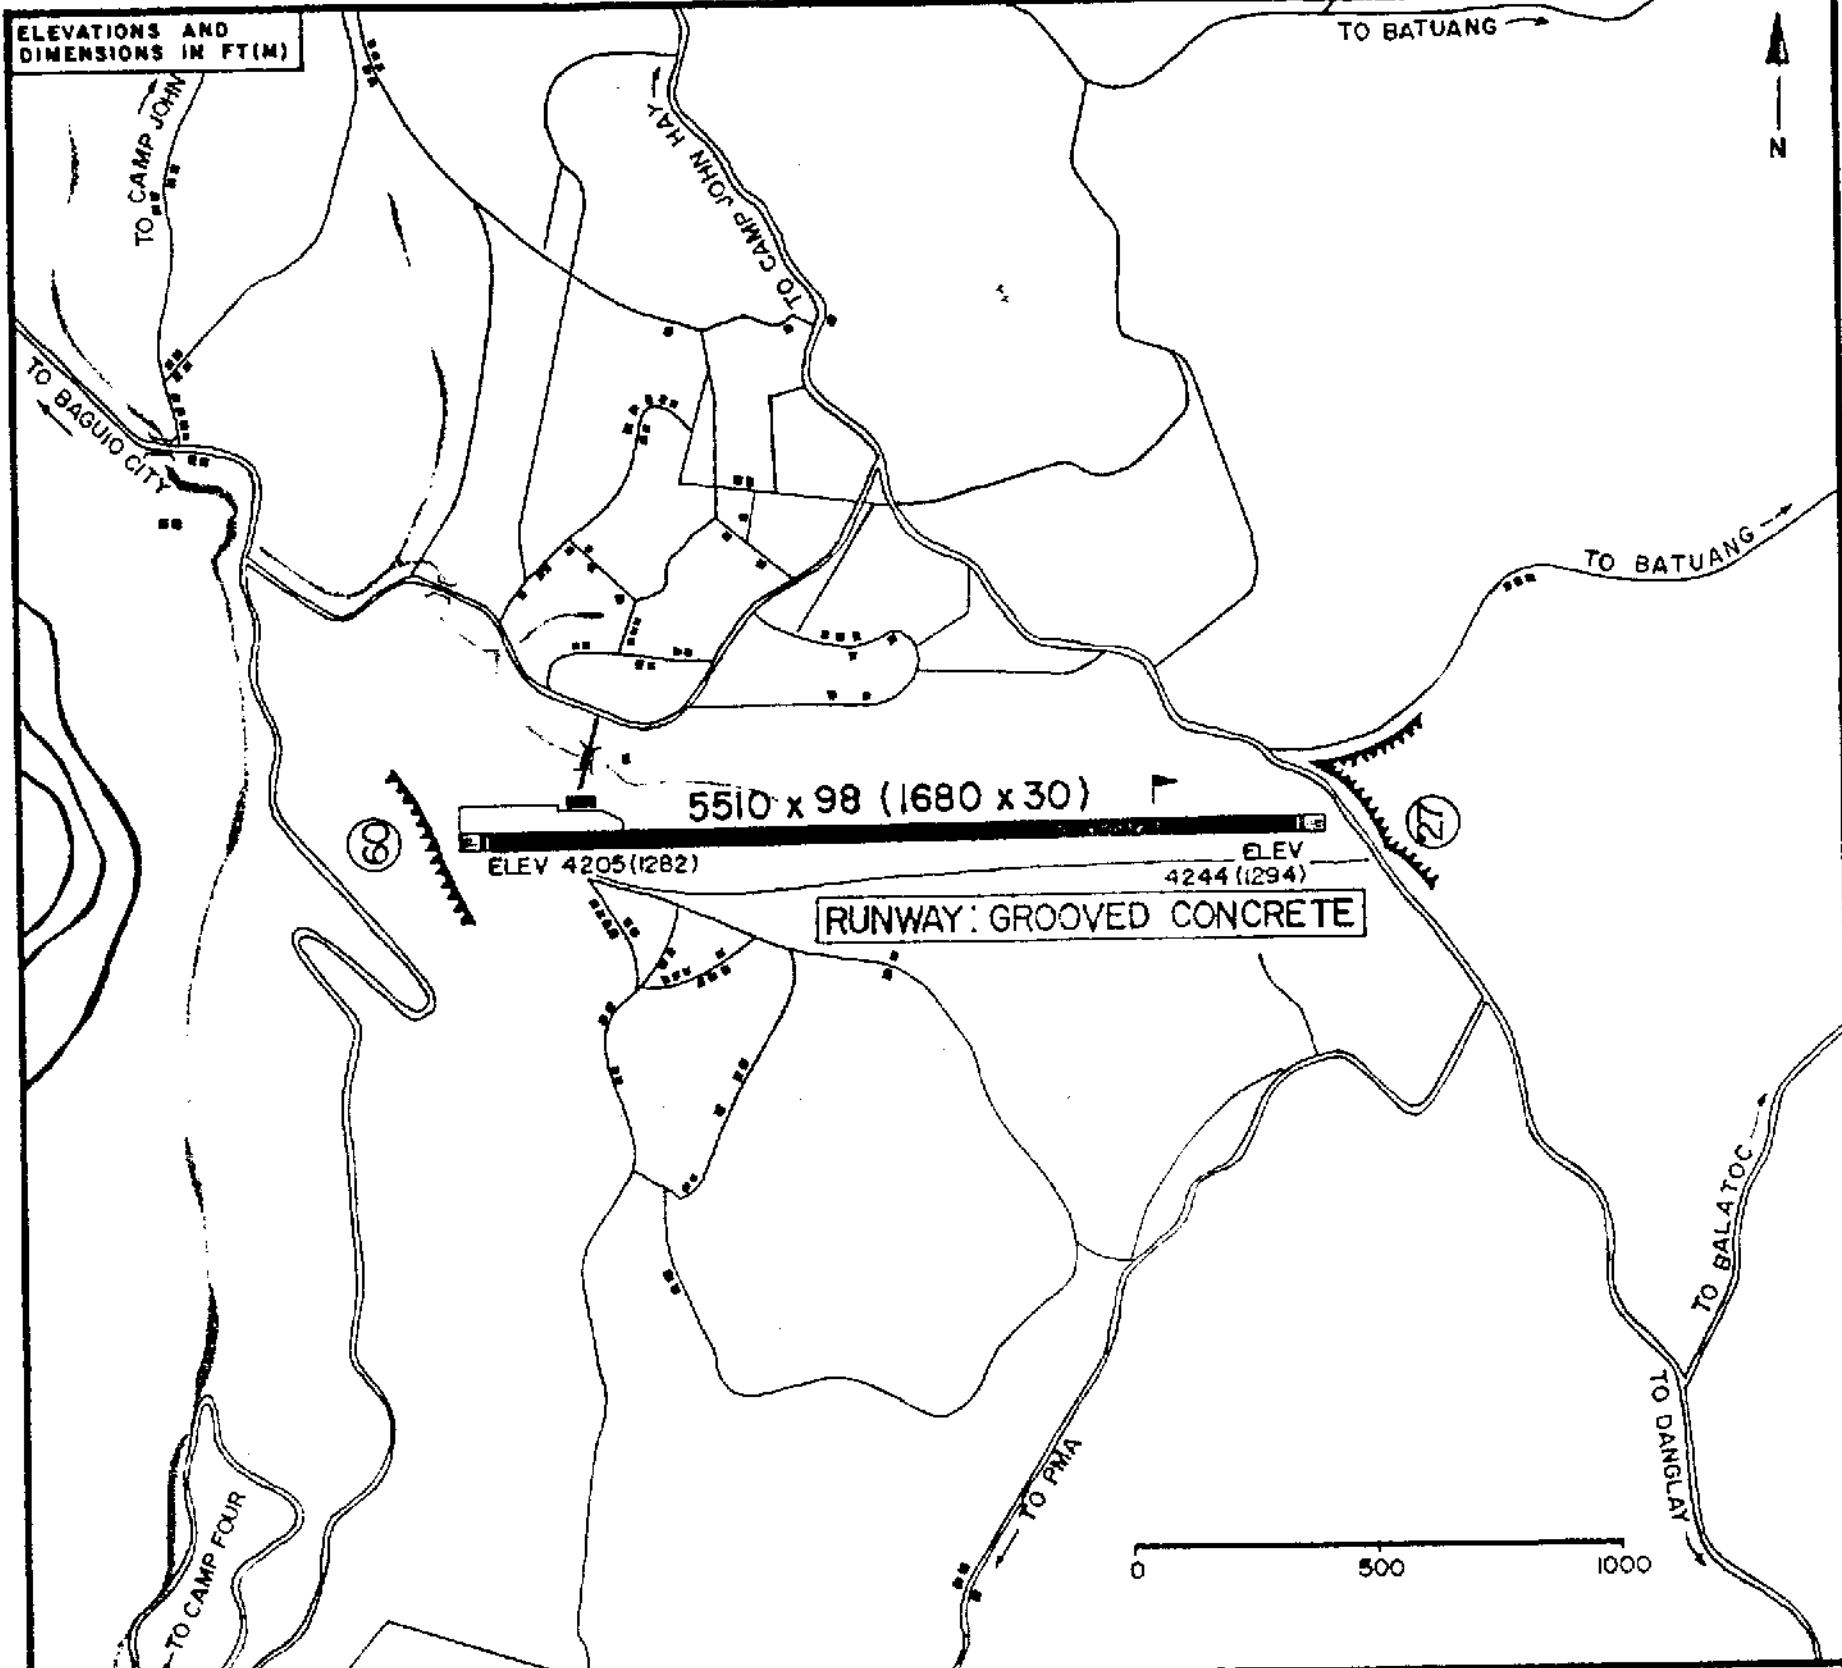 ELEVATIONS AND
DIMENSIONS IN FT(M)
TO BATUANG
N
TO CAMP JOHN
TO CAMP JOHN HAY
TO BAGUIO CITY
TO BATUANG
5510 x 98 (1680 x 30)
09
27
ELEV 4205(1282)
ELEV
4244(1294)
RUNWAY: GROOVED CONCRETE
TO BALATOC
TO DANGLAY
TO PMA
TO CAMP FOUR
0 500 1000